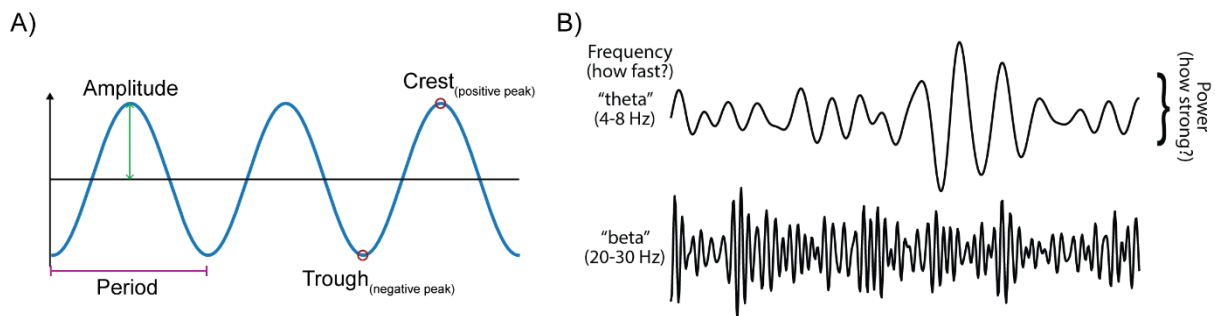 A)
Amplitude
Crest(positive peak)
Trough(negative peak)
Period
B)
Frequency
(how fast?)
"theta"
(4-8 Hz)
Power
(how strong?)
}
"beta"
(20-30 Hz)